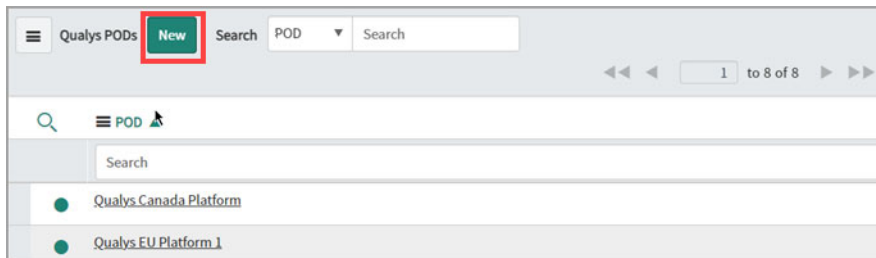 Qualys PODs New Search POD Search
1 to 8 of 8
POD
Search
Qualys Canada Platform
Qualys EU Platform 1